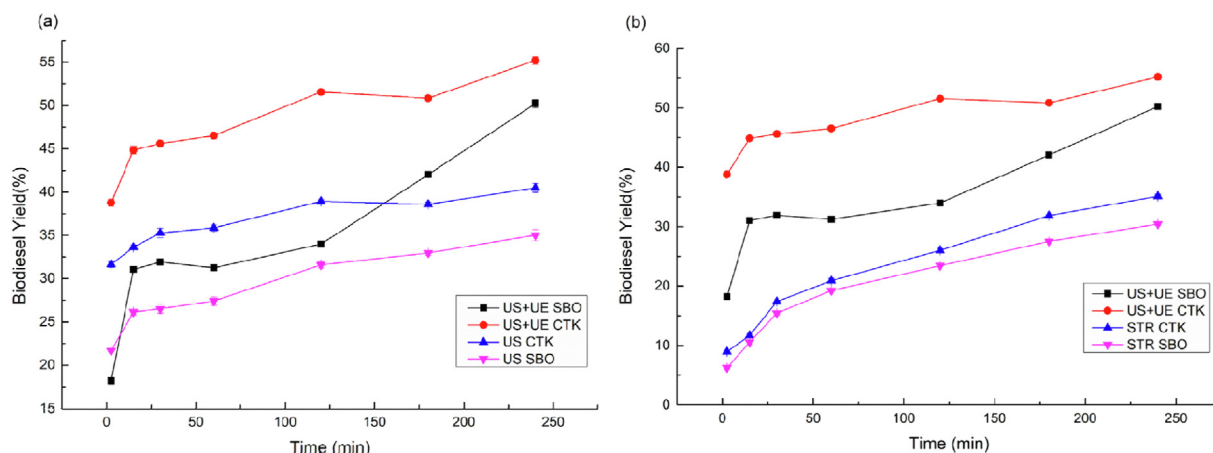 (a)
Biodiesel Yield(%)
55
50
45
40
35
30
25
20
15
0
50
100
150
200
250
Time (min)
US+UE SBO
US+UE CTK
US CTK
US SBO
(b)
Biodiesel Yield(%)
60
50
40
30
20
10
0
0
50
100
150
200
250
Time (min)
US+UE SBO
US+UE CTK
STR CTK
STR SBO